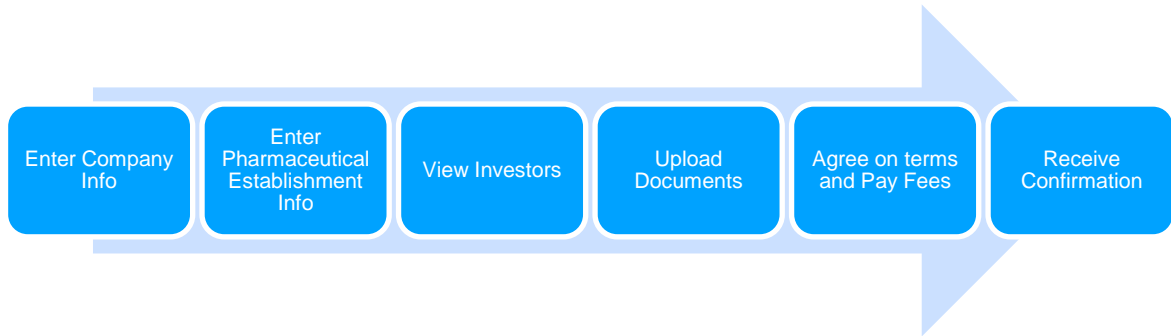 Enter Company
Info
Enter
Pharmaceutical
Establishment
Info
View Investors
Upload
Documents
Agree on terms
and Pay Fees
Receive
Confirmation